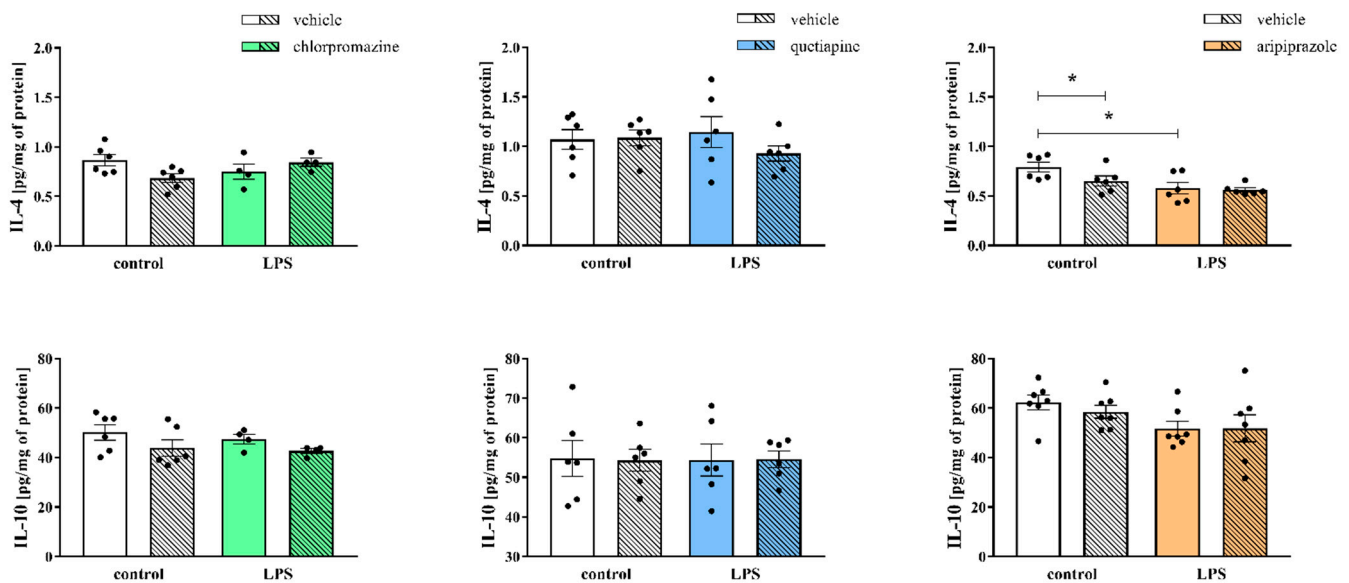 vehicle
chlorpromazine
IL-4 [pg/mg of protein]
2.0
1.5
1.0
0.5
0.0
control LPS
vehicle
quetiapine
IL-4 [pg/mg of protein]
2.0
1.5
1.0
0.5
0.0
control LPS
vehicle
aripiprazole
IL-4 [pg/mg of protein]
2.0
1.5
1.0
0.5
0.0
*
*
control LPS
IL-10 [pg/mg of protein]
80
60
40
20
0
control LPS
IL-10 [pg/mg of protein]
80
70
60
50
40
30
control LPS
IL-10 [pg/mg of protein]
80
60
40
20
0
control LPS